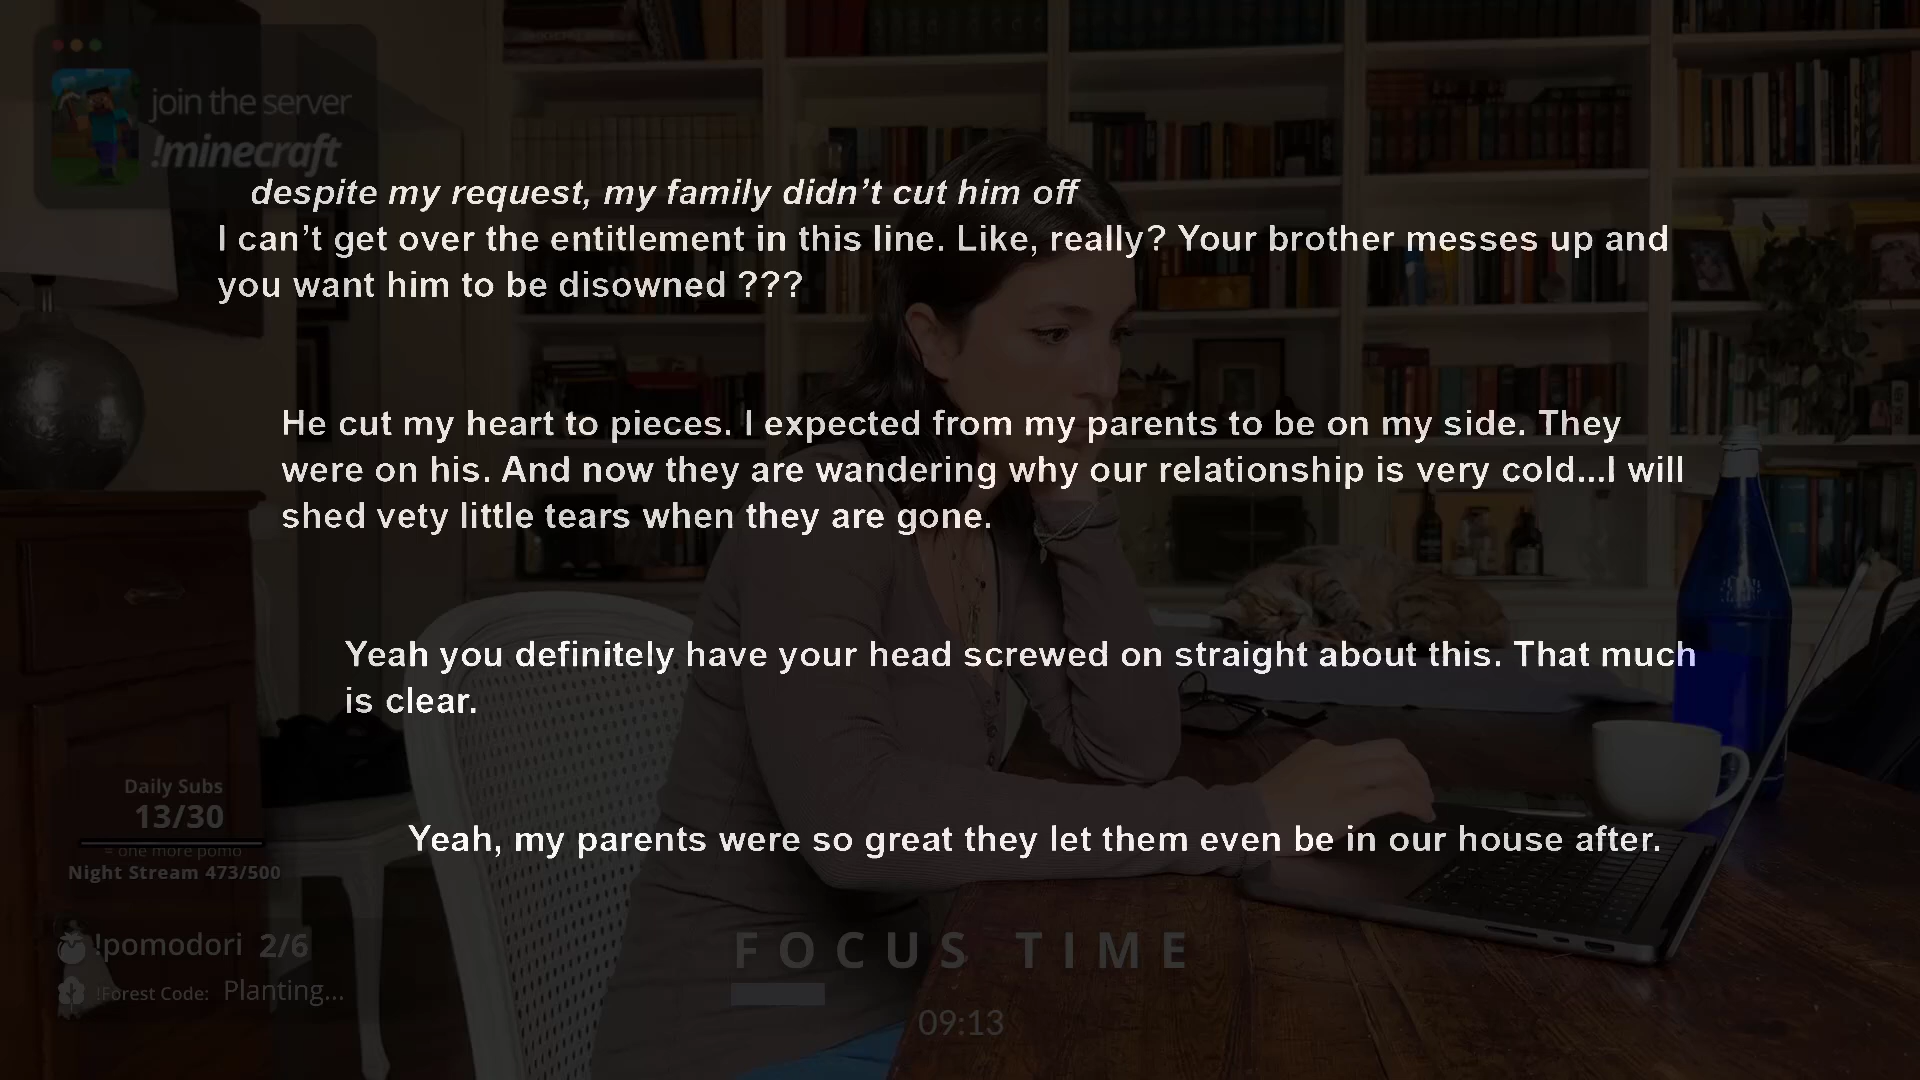 join the server
!minecraft
despite my request, my family didn’t cut him off
I can’t get over the entitlement in this line. Like, really? Your brother messes up and
you want him to be disowned ???
He cut my heart to pieces. I expected from my parents to be on my side. They
were on his. And now they are wandering why our relationship is very cold...I will
shed vety little tears when they are gone.
Yeah you definitely have your head screwed on straight about this. That much
is clear.
Yeah, my parents were so great they let them even be in our house after.
Daily Subs
13/30
= one more pomo
Night Stream 473/500
!pomodori 2/6
!Forest Code: Planting...
FOCUS TIME
09:13